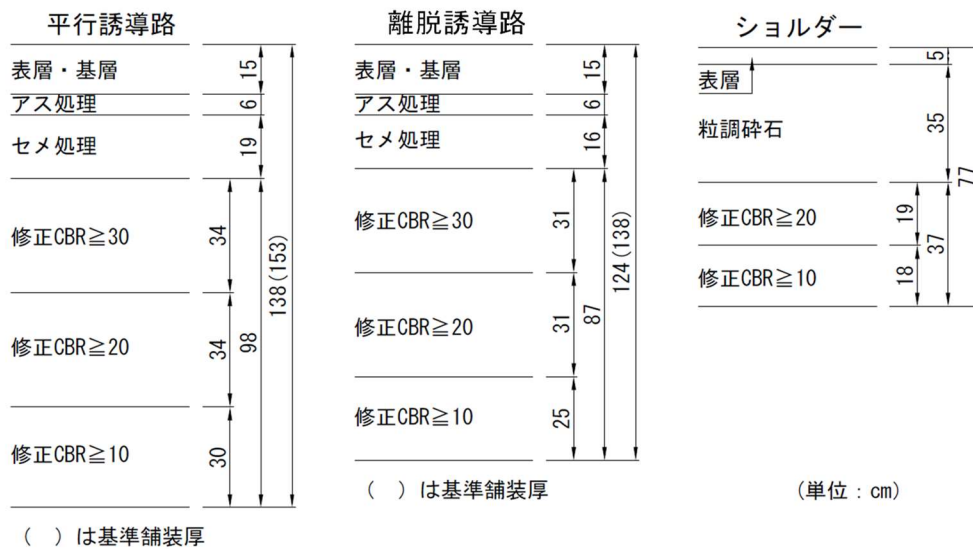 平行誘導路
表層・基層
15
アス処理
6
セメ処理
19
修正CBR≧30
34
修正CBR≧20
34
修正CBR≧10
30
98
138(153)
( )は基準舗装厚
離脱誘導路
表層・基層
15
アス処理
6
セメ処理
16
修正CBR≧30
31
修正CBR≧20
31
修正CBR≧10
25
87
124(138)
( )は基準舗装厚
ショルダー
表層
5
粒調砕石
35
修正CBR≧20
19
修正CBR≧10
18
37
77
(単位：cm)